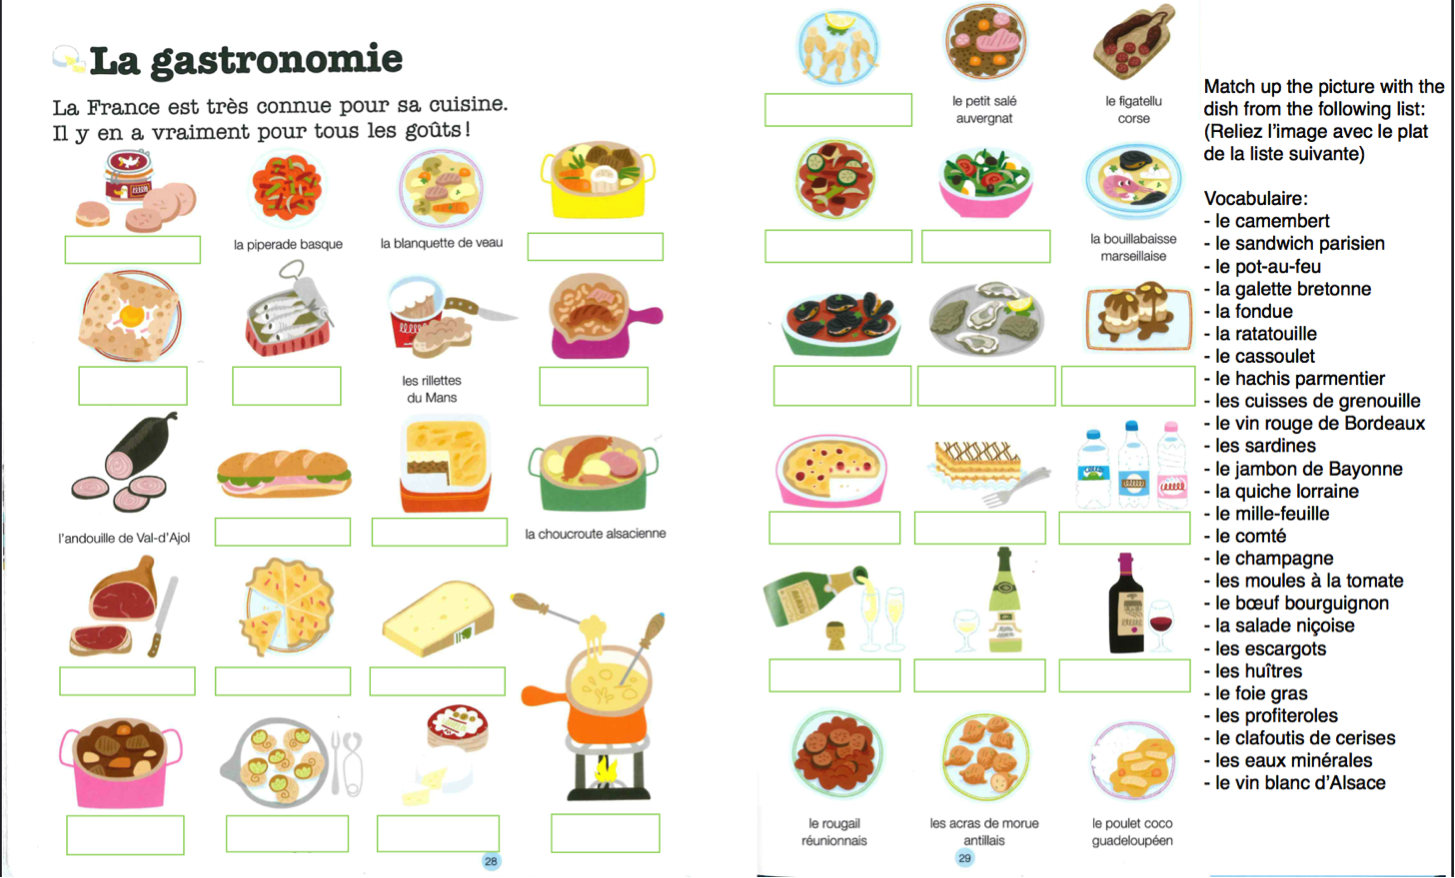 La gastronomie
La France est très connue pour sa cuisine.
Il y en a vraiment pour tous les goûts !
la piperade basque
la blanquette de veau
les rillettes
du Mans
l'andouille de Val-d'Ajol
la choucroute alsacienne
28
le petit salé
auvergnat
le figatellu
corse
la bouillabaisse
marseillaise
le rougail
réunionnais
les acras de morue
antillais
le poulet coco
guadeloupéen
29
Match up the picture with the
dish from the following list:
(Reliez l'image avec le plat
de la liste suivante)
Vocabulaire:
- le camembert
- le sandwich parisien
- le pot-au-feu
- la galette bretonne
- la fondue
- la ratatouille
- le cassoulet
- le hachis parmentier
- les cuisses de grenouille
- le vin rouge de Bordeaux
- les sardines
- le jambon de Bayonne
- la quiche lorraine
- le mille-feuille
- le comté
- le champagne
- les moules à la tomate
- le bœuf bourguignon
- la salade niçoise
- les escargots
- les huîtres
- le foie gras
- les profiteroles
- le clafoutis de cerises
- les eaux minérales
- le vin blanc d'Alsace